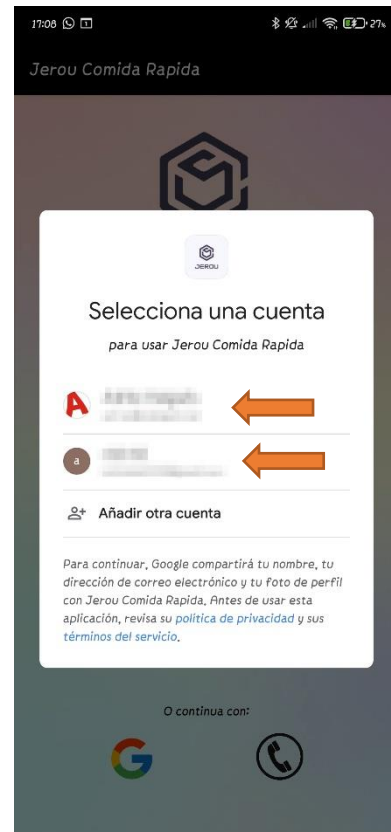 17:08
27%
Jerou Comida Rapida
JEROU
Selecciona una cuenta
para usar Jerou Comida Rapida
A
a
Añadir otra cuenta
Para continuar, Google compartirá tu nombre, tu
dirección de correo electrónico y tu foto de perfil
con Jerou Comida Rapida. Antes de usar esta
aplicación, revisa su política de privacidad y sus
términos del servicio.
O continua con:
G